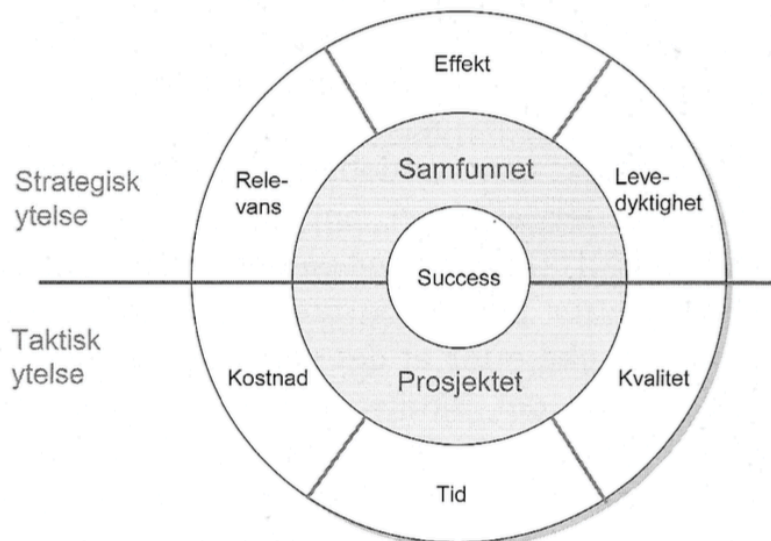 Effekt
Samfunnet
Strategisk
ytelse
Rele-
vans
Leve-
dyktighet
Success
Taktisk
ytelse
Kostnad
Prosjektet
Kvalitet
Tid